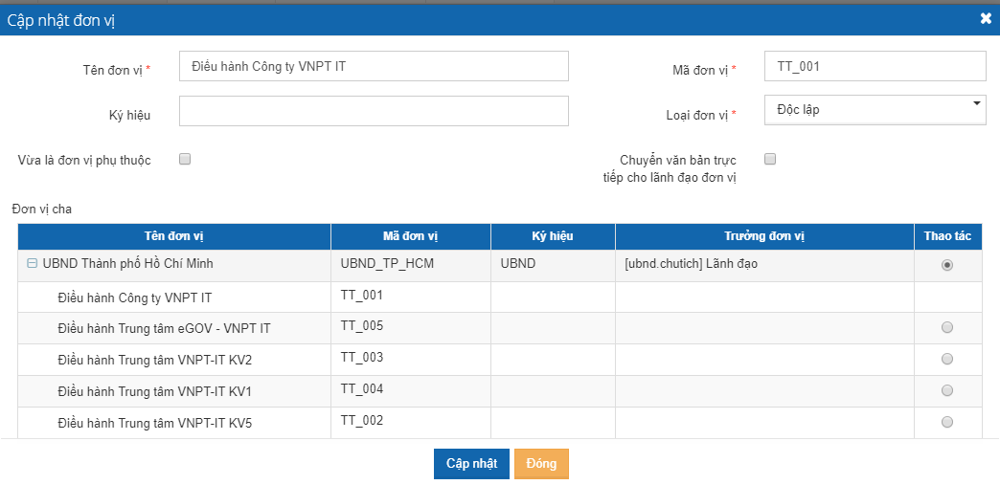 Cập nhật đơn vị
Tên đơn vị * Điều hành Công ty VNPT IT Mã đơn vị * TT_001
Ký hiệu Loại đơn vị * Độc lập
Vừa là đơn vị phụ thuộc Chuyển văn bản trực
tiếp cho lãnh đạo đơn vị
Đơn vị cha
Tên đơn vị Mã đơn vị Ký hiệu Trưởng đơn vị Thao tác
UBND Thành phố Hồ Chí Minh UBND_TP_HCM UBND [ubnd.chutich] Lãnh đạo
Điều hành Công ty VNPT IT TT_001
Điều hành Trung tâm eGOV - VNPT IT TT_005
Điều hành Trung tâm VNPT-IT KV2 TT_003
Điều hành Trung tâm VNPT-IT KV1 TT_004
Điều hành Trung tâm VNPT-IT KV5 TT_002
Cập nhật Đóng